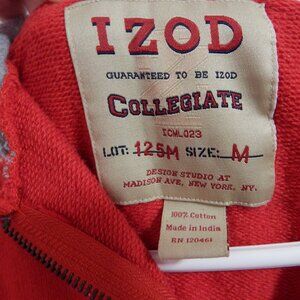 IZOD
GUARANTEED TO BE IZOD
COLLEGIATE
ICML023
LOT: 125M SIZE: M
DESIGN STUDIO AT
MADISON AVE, NEW YORK, NY.
100% Cotton
Made in India
RN 120461